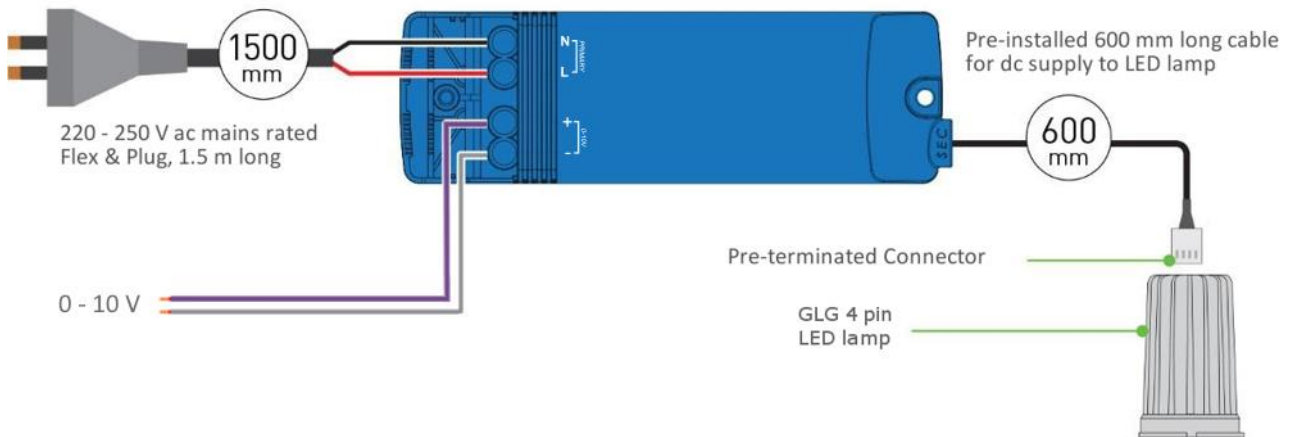 1500
mm
220 - 250 V ac mains rated
Flex & Plug, 1.5 m long
N
L
PRIMARY
+
-
0-10V
0 - 10 V
Pre-installed 600 mm long cable
for dc supply to LED lamp
SEC
600
mm
Pre-terminated Connector
GLG 4 pin
LED lamp